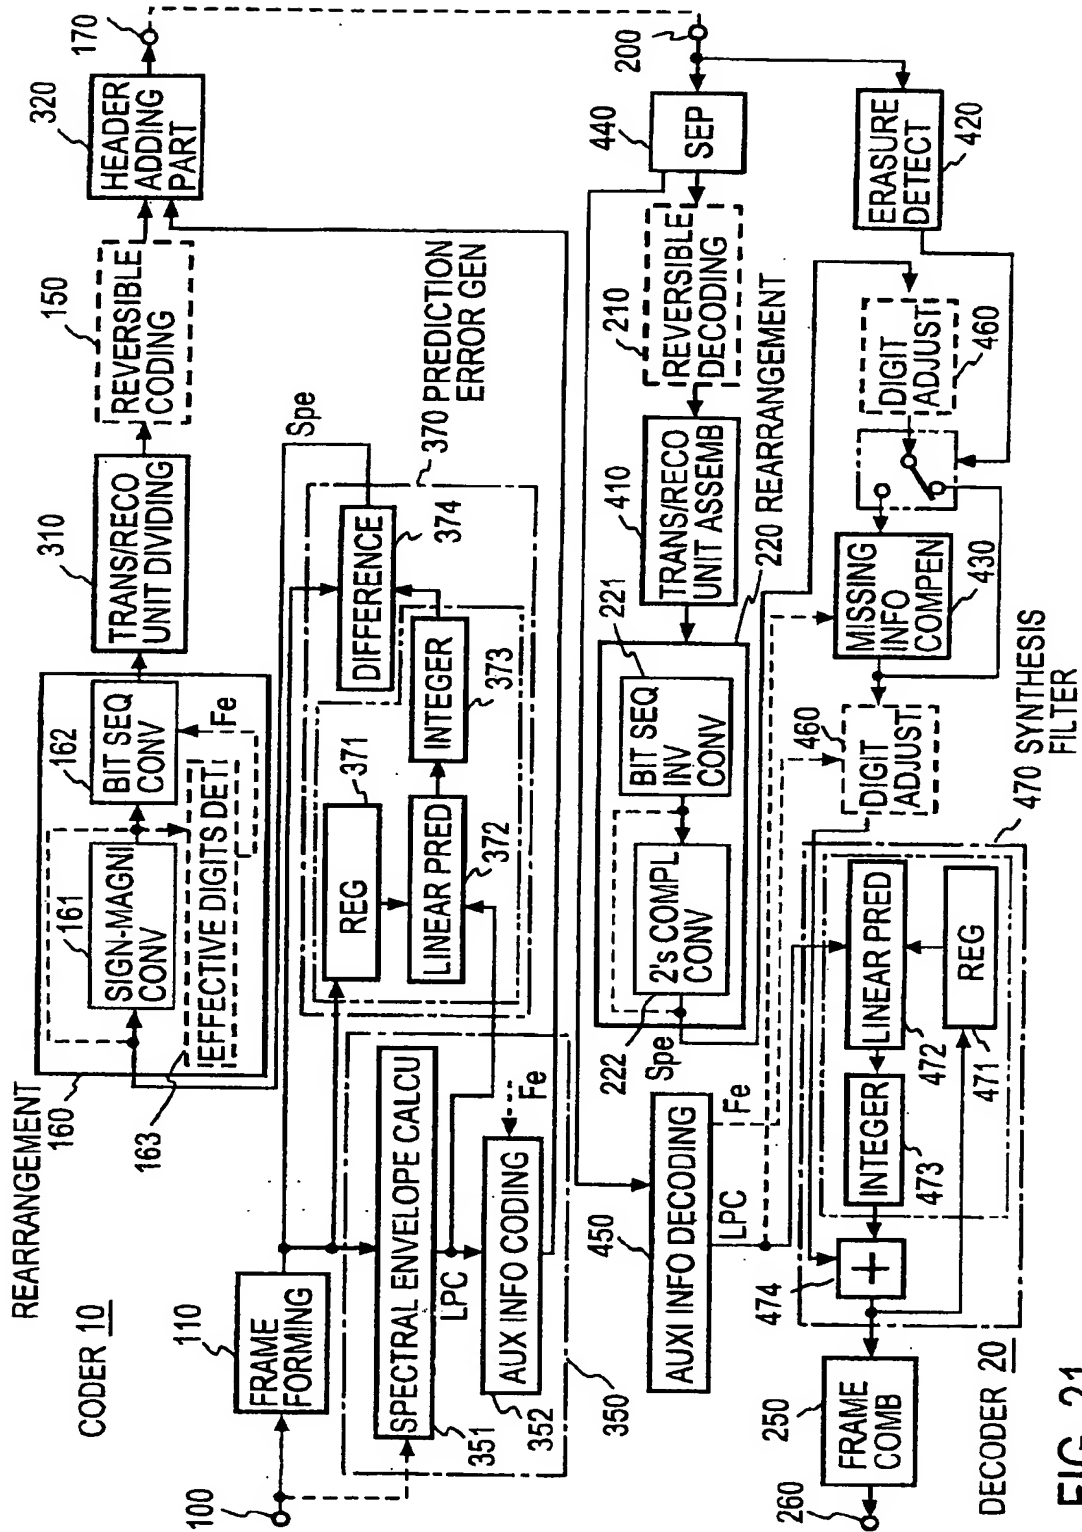 CODER 10
REARRANGEMENT
160
161
SIGN-MAGNI
CONV
162
BIT SEQ
CONV
163
EFFECTIVE DIGITS DET
Fe
310
TRANS/RECO
UNIT DIVIDING
150
REVERSIBLE
CODING
320
HEADER
ADDING
PART
170
100
110
FRAME
FORMING
351
SPECTRAL ENVELOPE CALCU
LPC
352
AUX INFO CODING
Fe
350
371
REG
372
LINEAR PRED
373
INTEGER
374
DIFFERENCE
Spe
370 PREDICTION
ERROR GEN
200
440
SEP
210
REVERSIBLE
DECODING
410
TRANS/RECO
UNIT ASSEMB
220 REARRANGEMENT
221
BIT SEQ
INV
CONV
222
2's COMPL
CONV
Spe
450
AUXI INFO DECODING
LPC
Fe
ERASURE
DETECT
420
DIGIT
ADJUST
460
MISSING
INFO
COMPEN
430
460
DIGIT
ADJUST
470 SYNTHESIS
FILTER
LINEAR PRED
472
REG
471
INTEGER
473
+
474
250
FRAME
COMB
260
DECODER 20
FIG. 21